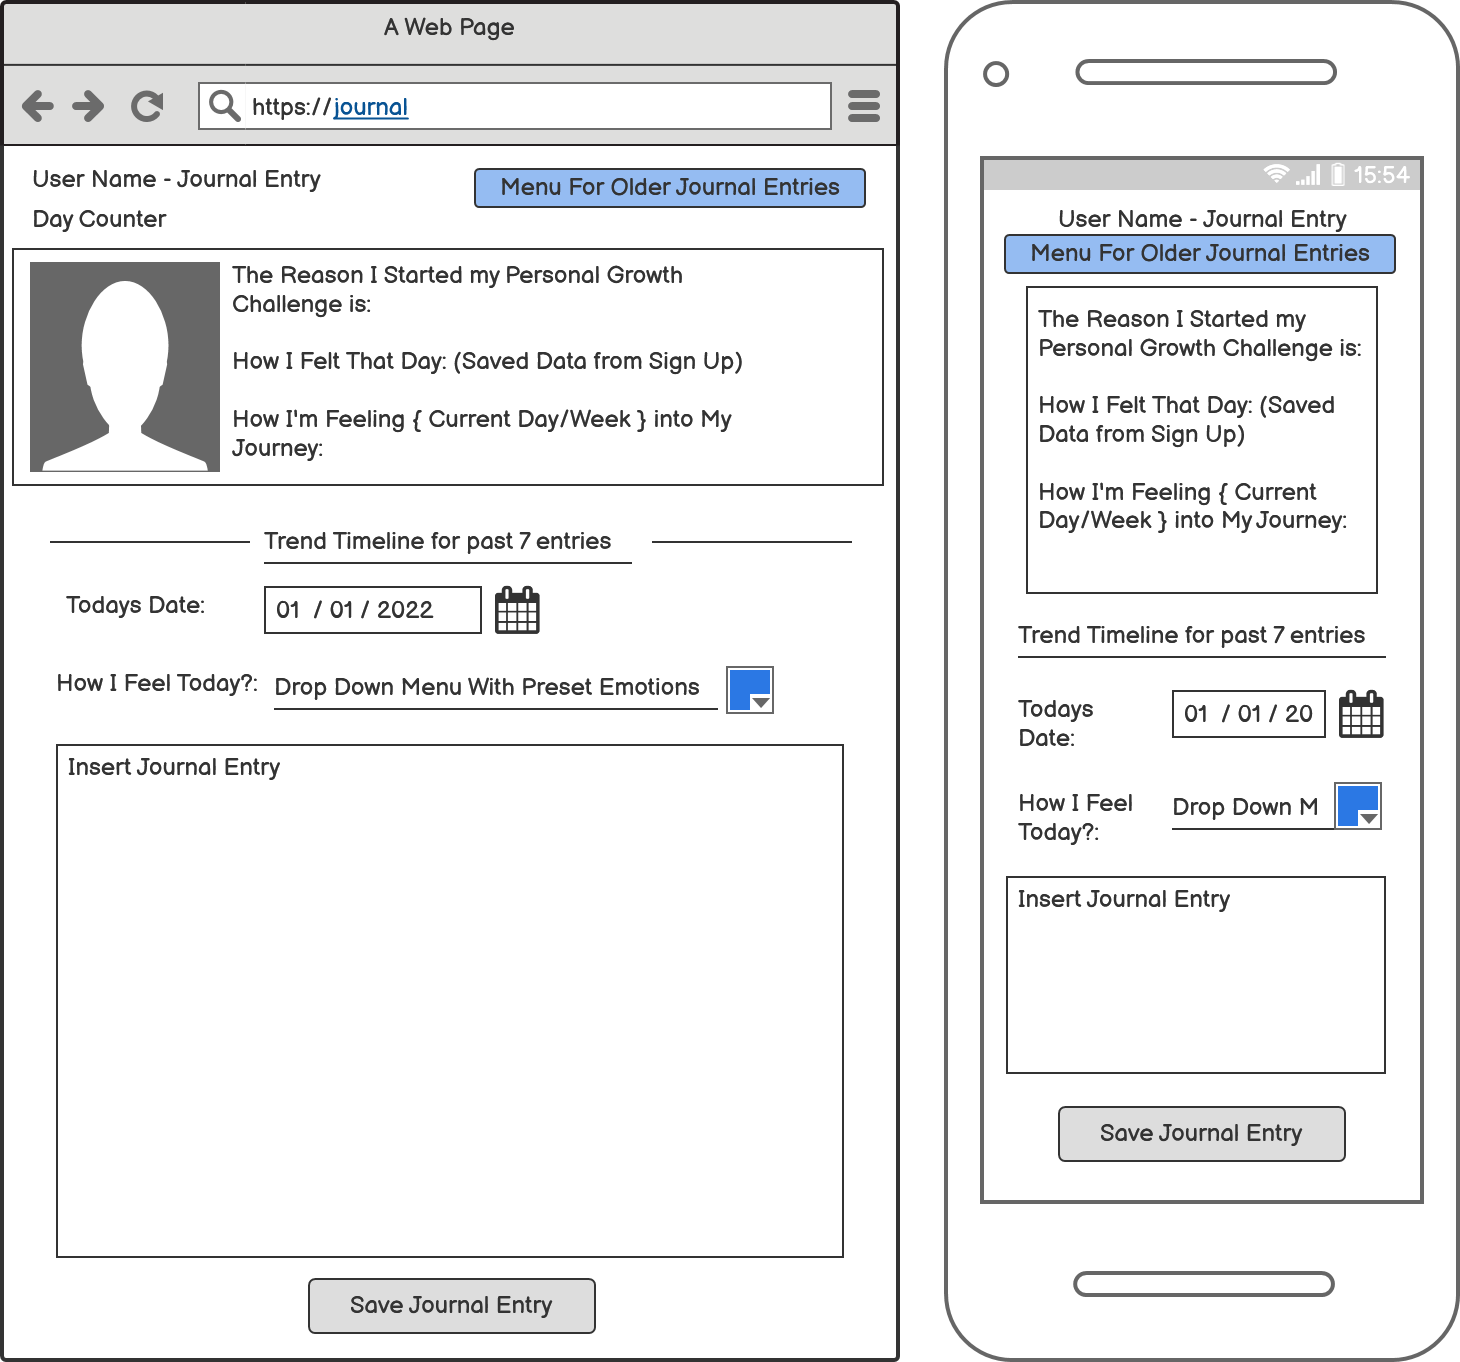 A Web Page
https://journal
User Name - Journal Entry
Menu For Older Journal Entries
Day Counter
The Reason I Started my Personal Growth
Challenge is:
How I Felt That Day: (Saved Data from Sign Up)
How I'm Feeling { Current Day/Week } into My
Journey:
Trend Timeline for past 7 entries
Todays Date:
01 / 01 / 2022
How I Feel Today?:
Drop Down Menu With Preset Emotions
Insert Journal Entry
Save Journal Entry
15:54
User Name - Journal Entry
Menu For Older Journal Entries
The Reason I Started my
Personal Growth Challenge is:
How I Felt That Day: (Saved
Data from Sign Up)
How I'm Feeling { Current
Day/Week } into My Journey:
Trend Timeline for past 7 entries
Todays
Date:
01 / 01 / 20
How I Feel
Today?:
Drop Down M
Insert Journal Entry
Save Journal Entry